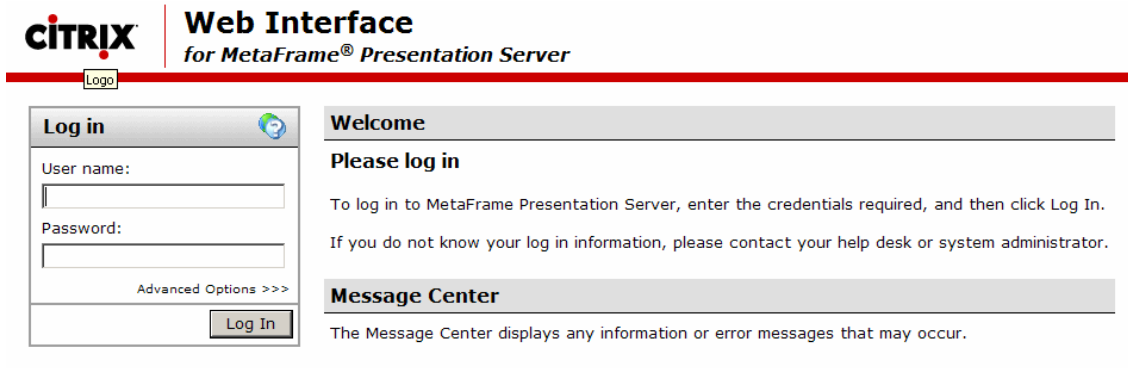 CITRIX
Web Interface
for MetaFrame® Presentation Server
Logo
Log in
User name:
Password:
Advanced Options >>>
Log In
Welcome
Please log in
To log in to MetaFrame Presentation Server, enter the credentials required, and then click Log In.
If you do not know your log in information, please contact your help desk or system administrator.
Message Center
The Message Center displays any information or error messages that may occur.